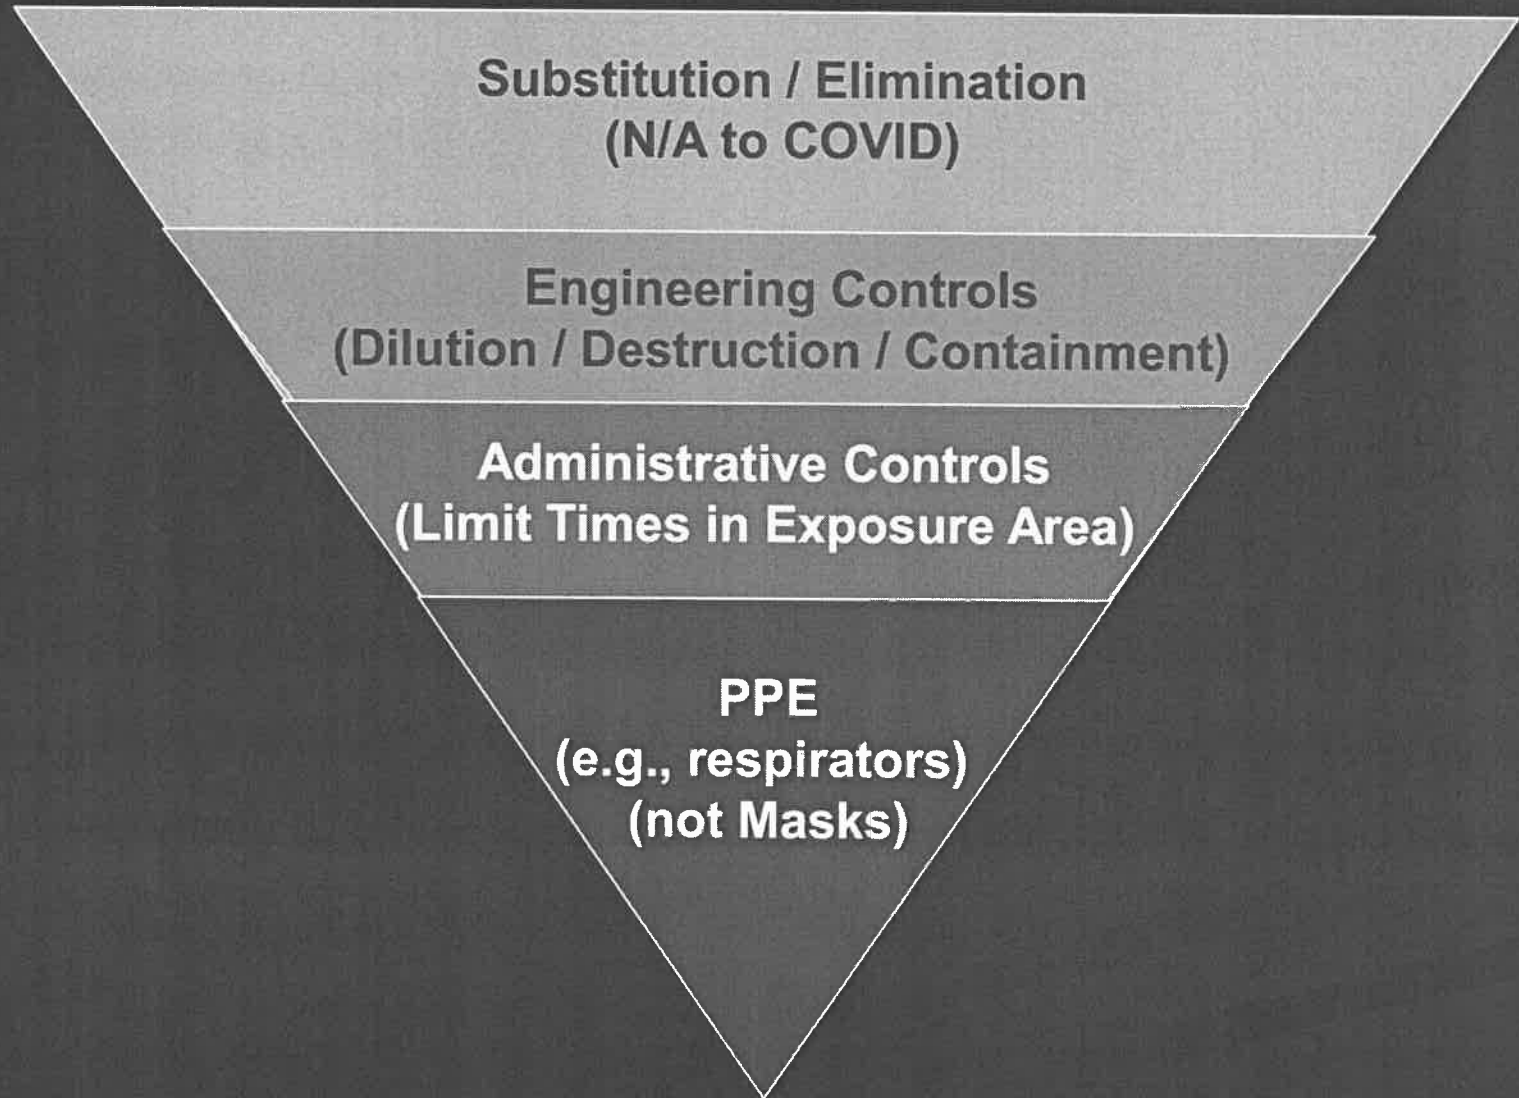 Substitution / Elimination
(N/A to COVID)
Engineering Controls
(Dilution / Destruction / Containment)
Administrative Controls
(Limit Times in Exposure Area)
PPE
(e.g., respirators)
(not Masks)